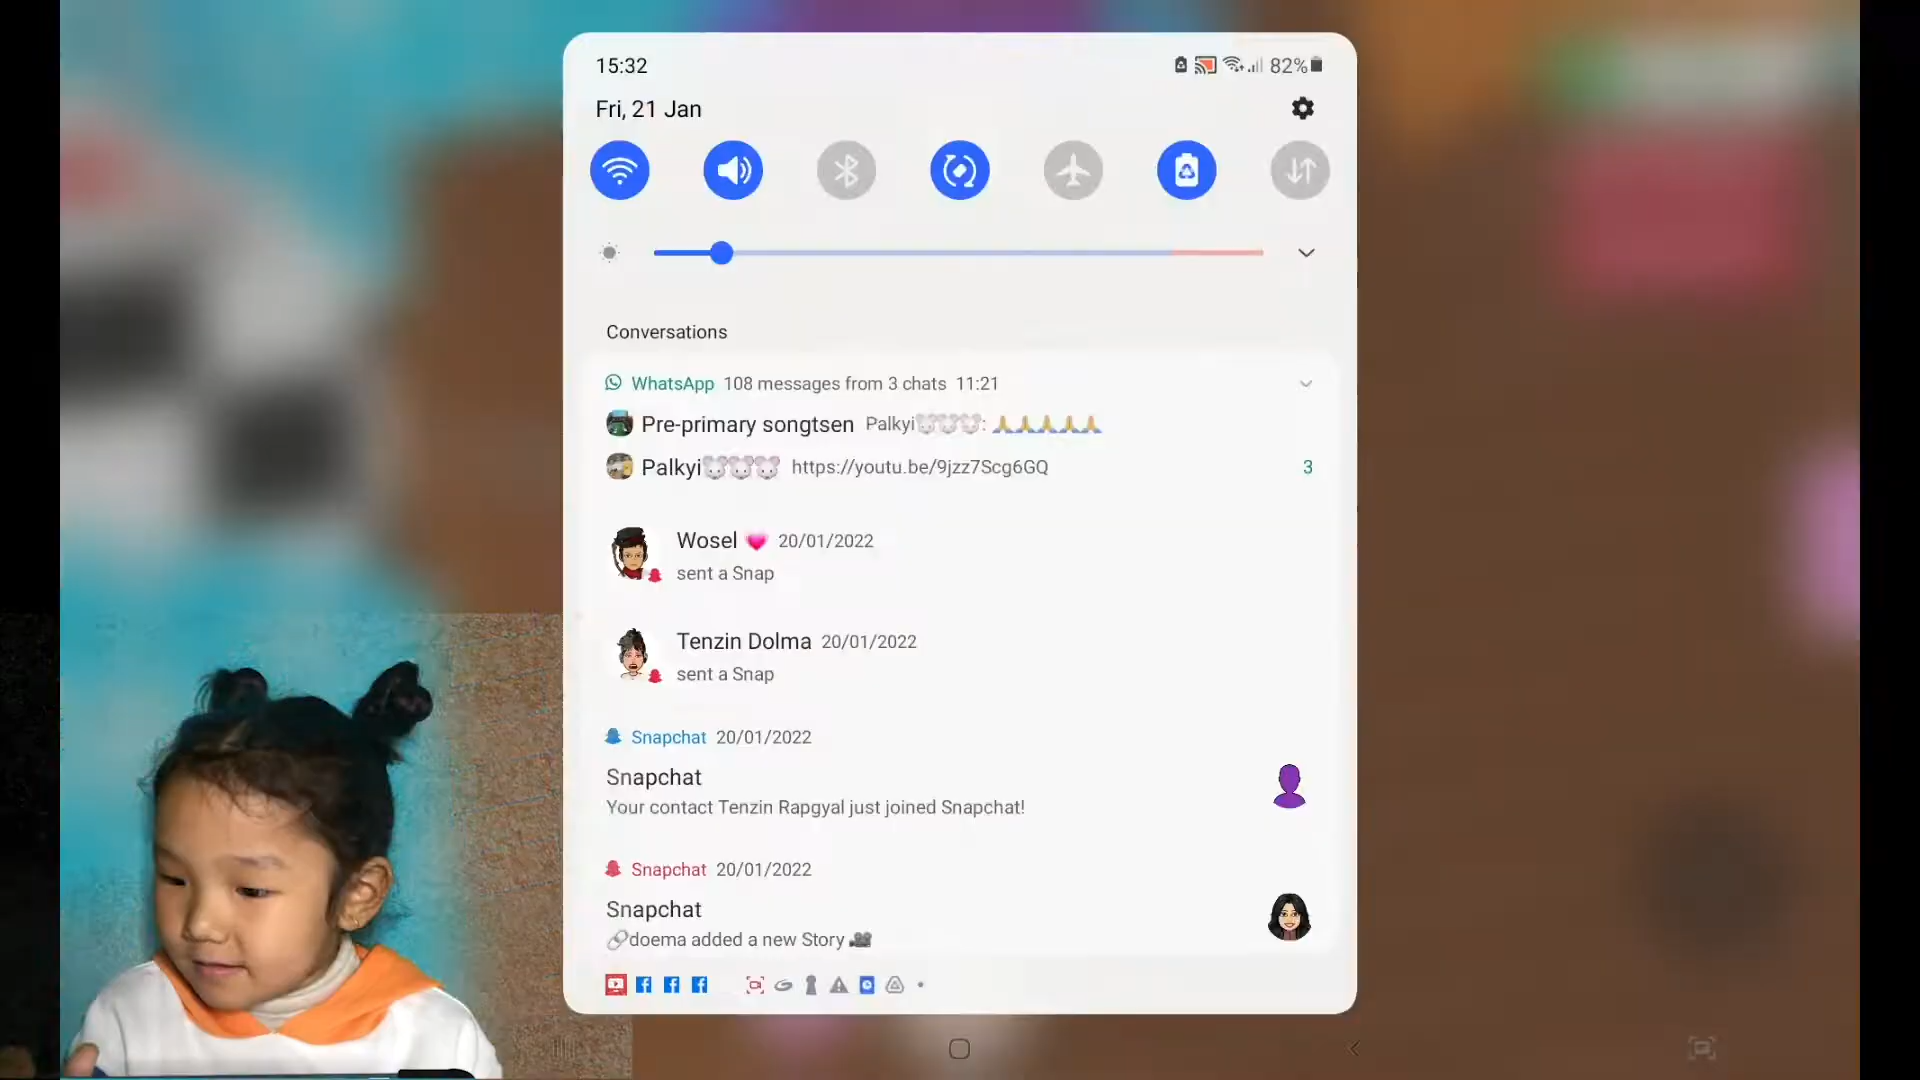 15:32
82%
Fri, 21 Jan
Conversations
WhatsApp 108 messages from 3 chats 11:21
Pre-primary songtsen Palkyi🐭🐭🐭: 🙏🙏🙏🙏🙏
Palkyi🐭🐭🐭 https://youtu.be/9jzz7Scg6GQ 3
Wosel 💗 20/01/2022
sent a Snap
Tenzin Dolma 20/01/2022
sent a Snap
Snapchat 20/01/2022
Snapchat
Your contact Tenzin Rapgyal just joined Snapchat!
Snapchat 20/01/2022
Snapchat
🔗doema added a new Story 🎥